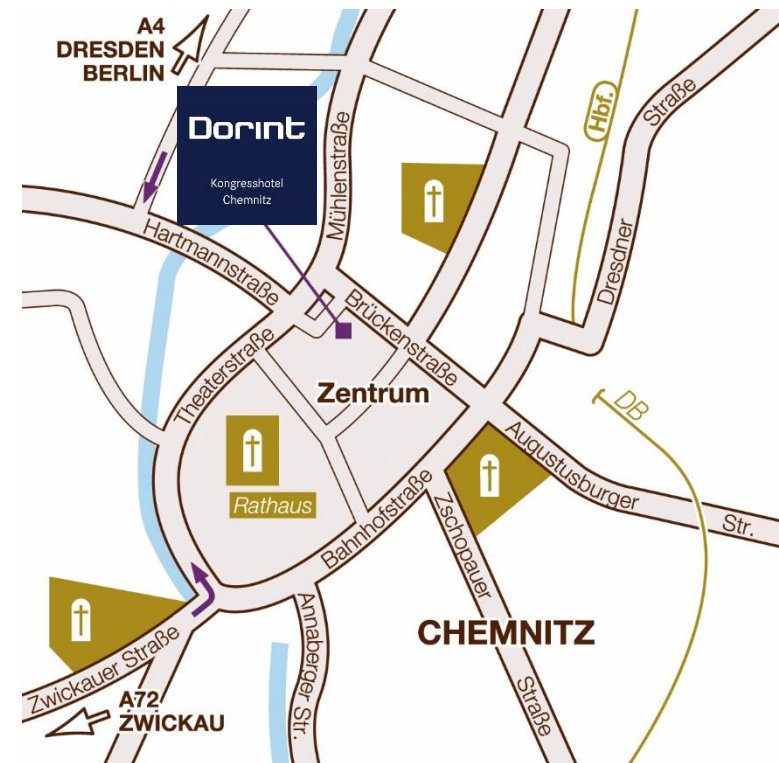 A4
DRESDEN
BERLIN
Dorint
Kongresshotel
Chemnitz
Hbf.
Straße
Dresdner
Mühlenstraße
Hartmannstraße
Brückenstraße
Theaterstraße
Zentrum
DB
Augustusburger
Str.
Rathaus
Bahnhofstraße
Zschopauer
Straße
CHEMNITZ
Annaberger Str.
Zwickauer Straße
A72
ZWICKAU